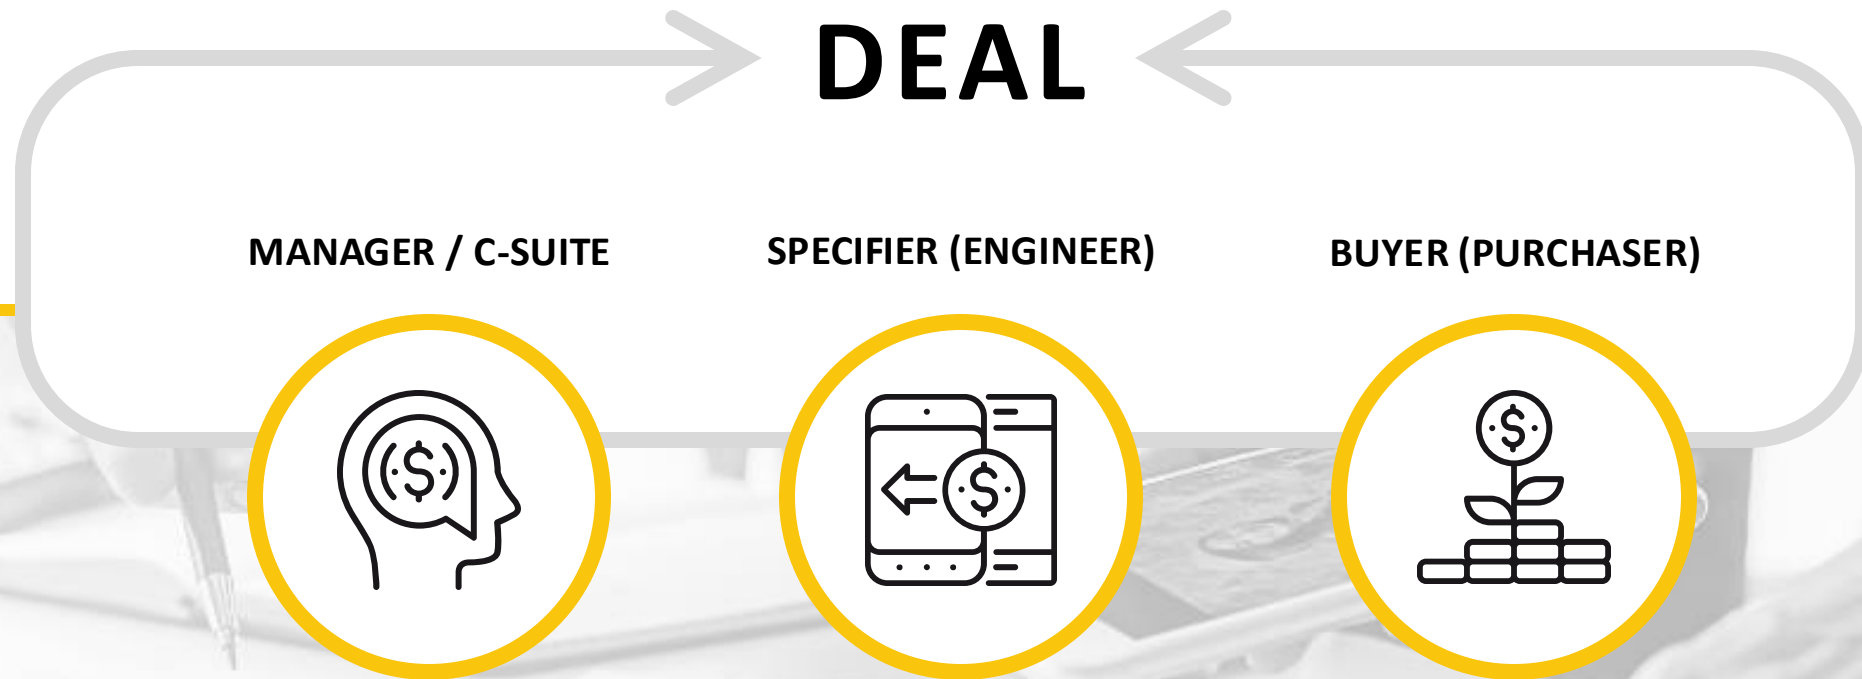 DEAL
MANAGER / C-SUITE
SPECIFIER (ENGINEER)
BUYER (PURCHASER)
$
$
$